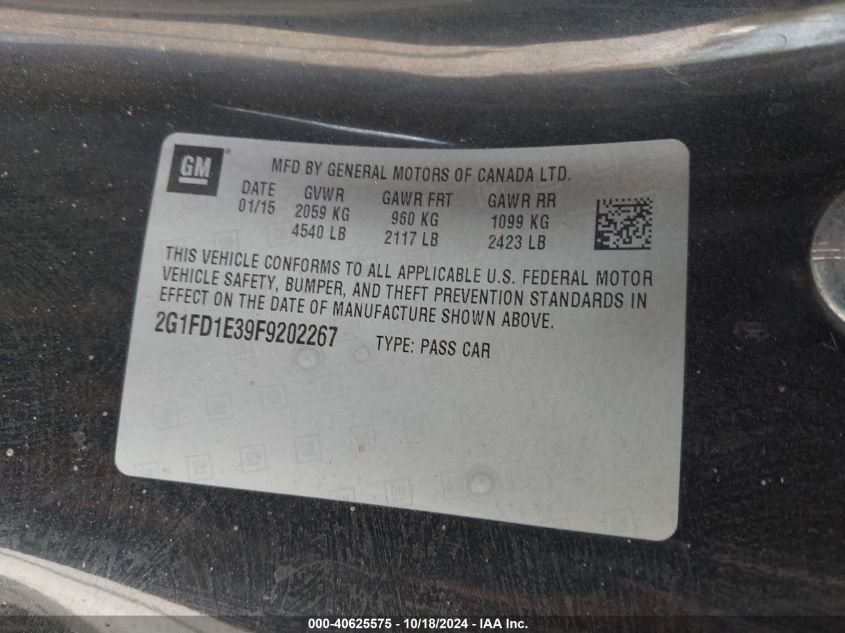 GM
MFD BY GENERAL MOTORS OF CANADA LTD.
DATE GVWR GAWR FRT GAWR RR
01/15 2059 KG 960 KG 1099 KG
4540 LB 2117 LB 2423 LB
THIS VEHICLE CONFORMS TO ALL APPLICABLE U.S. FEDERAL MOTOR
VEHICLE SAFETY, BUMPER, AND THEFT PREVENTION STANDARDS IN
EFFECT ON THE DATE OF MANUFACTURE SHOWN ABOVE.
2G1FD1E39F9202267 TYPE: PASS CAR
000-40625575 - 10/18/2024 - IAA Inc.